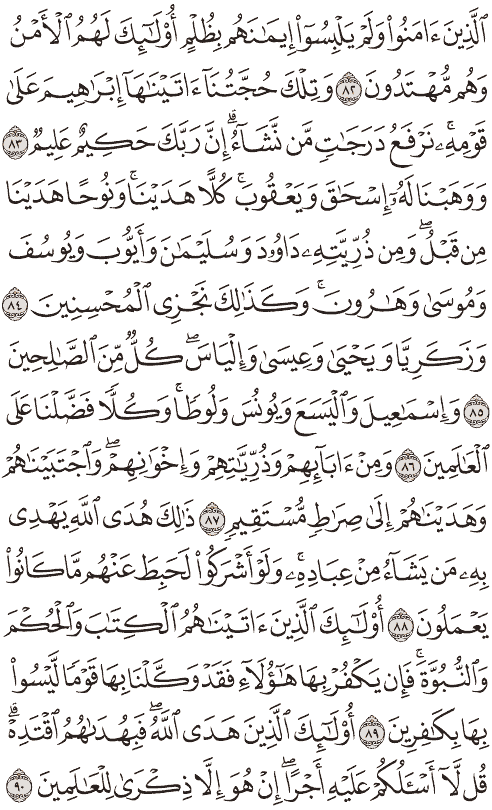 ٱلَّذِينَ ءَامَنُوا۟ وَلَمْ يَلْبِسُوٓا۟ إِيمَـٰنَهُم بِظُلْمٍ أُو۟لَـٰٓئِكَ لَهُمُ ٱلْأَمْنُ
وَهُم مُّهْتَدُونَ ۝٨٢ وَتِلْكَ حُجَّتُنَآ ءَاتَيْنَـٰهَآ إِبْرَٰهِيمَ عَلَىٰ
قَوْمِهِۦ ۚ نَرْفَعُ دَرَجَـٰتٍ مَّن نَّشَآءُ ۗ إِنَّ رَبَّكَ حَكِيمٌ عَلِيمٌ ۝٨٣
وَوَهَبْنَا لَهُۥٓ إِسْحَـٰقَ وَيَعْقُوبَ ۚ كُلًّا هَدَيْنَا ۚ وَنُوحًا هَدَيْنَا
مِن قَبْلُ ۖ وَمِن ذُرِّيَّتِهِۦ دَاوُۥدَ وَسُلَيْمَـٰنَ وَأَيُّوبَ وَيُوسُفَ
وَمُوسَىٰ وَهَـٰرُونَ ۚ وَكَذَٰلِكَ نَجْزِى ٱلْمُحْسِنِينَ ۝٨٤
وَزَكَرِيَّا وَيَحْيَىٰ وَعِيسَىٰ وَإِلْيَاسَ ۖ كُلٌّ مِّنَ ٱلصَّـٰلِحِينَ
۝٨٥ وَإِسْمَـٰعِيلَ وَٱلْيَسَعَ وَيُونُسَ وَلُوطًا ۚ وَكُلًّا فَضَّلْنَا عَلَى
ٱلْعَـٰلَمِينَ ۝٨٦ وَمِنْ ءَابَآئِهِمْ وَذُرِّيَّـٰتِهِمْ وَإِخْوَٰنِهِمْ ۖ وَٱجْتَبَيْنَـٰهُمْ
وَهَدَيْنَـٰهُمْ إِلَىٰ صِرَٰطٍ مُّسْتَقِيمٍ ۝٨٧ ذَٰلِكَ هُدَى ٱللَّهِ يَهْدِى
بِهِۦ مَن يَشَآءُ مِنْ عِبَادِهِۦ ۚ وَلَوْ أَشْرَكُوا۟ لَحَبِطَ عَنْهُم مَّا كَانُوا۟
يَعْمَلُونَ ۝٨٨ أُو۟لَـٰٓئِكَ ٱلَّذِينَ ءَاتَيْنَـٰهُمُ ٱلْكِتَـٰبَ وَٱلْحُكْمَ
وَٱلنُّبُوَّةَ ۚ فَإِن يَكْفُرْ بِهَا هَـٰٓؤُلَآءِ فَقَدْ وَكَّلْنَا بِهَا قَوْمًا لَّيْسُوا۟
بِهَا بِكَـٰفِرِينَ ۝٨٩ أُو۟لَـٰٓئِكَ ٱلَّذِينَ هَدَى ٱللَّهُ ۖ فَبِهُدَىٰهُمُ ٱقْتَدِهْ ۗ
قُل لَّآ أَسْـَٔلُكُمْ عَلَيْهِ أَجْرًا ۖ إِنْ هُوَ إِلَّا ذِكْرَىٰ لِلْعَـٰلَمِينَ ۝٩٠